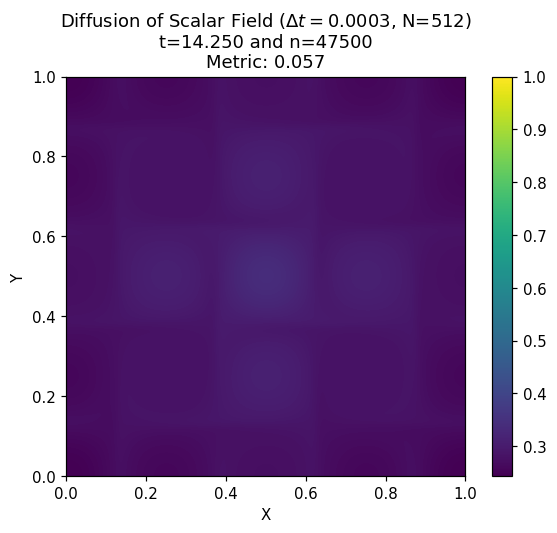 Diffusion of Scalar Field (Δt = 0.0003, N=512)
t=14.250 and n=47500
Metric: 0.057
1.0
0.8
0.6
0.4
0.2
0.0
Y
0.0 0.2 0.4 0.6 0.8 1.0
X
1.0
0.9
0.8
0.7
0.6
0.5
0.4
0.3